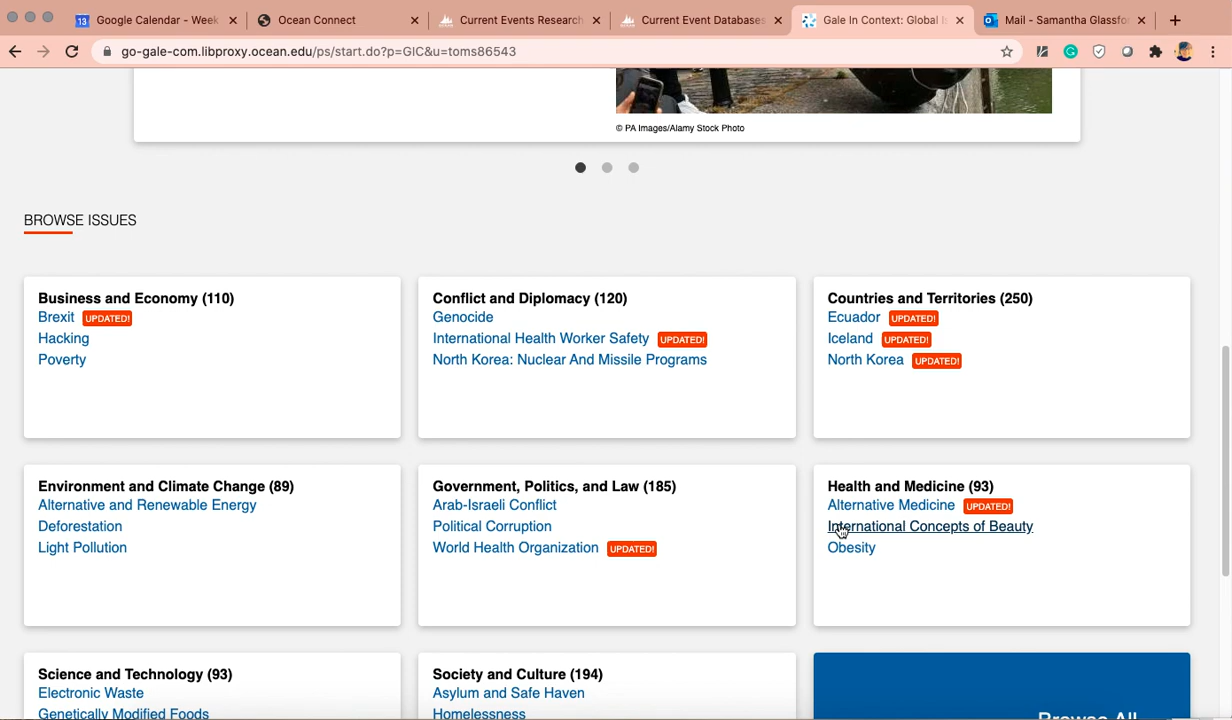 Google Calendar - Week
Ocean Connect
Current Events Research
Current Event Databases
Gale In Context: Global Is
Mail - Samantha Glassfor
go-gale-com.libproxy.ocean.edu/ps/start.do?p=GIC&u=toms86543
© PA Images/Alamy Stock Photo
BROWSE ISSUES
Business and Economy (110)
Brexit UPDATED!
Hacking
Poverty
Conflict and Diplomacy (120)
Genocide
International Health Worker Safety UPDATED!
North Korea: Nuclear And Missile Programs
Countries and Territories (250)
Ecuador UPDATED!
Iceland UPDATED!
North Korea UPDATED!
Environment and Climate Change (89)
Alternative and Renewable Energy
Deforestation
Light Pollution
Government, Politics, and Law (185)
Arab-Israeli Conflict
Political Corruption
World Health Organization UPDATED!
Health and Medicine (93)
Alternative Medicine UPDATED!
International Concepts of Beauty
Obesity
Science and Technology (93)
Electronic Waste
Genetically Modified Foods
Society and Culture (194)
Asylum and Safe Haven
Homelessness
Browse All